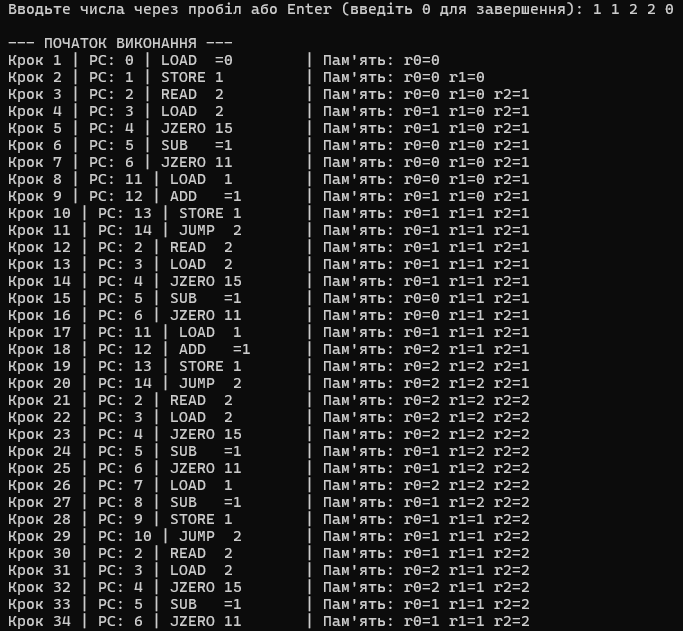 Вводьте числа через пробіл або Enter (введіть 0 для завершення): 1 1 2 2 0
--- ПОЧАТОК ВИКОНАННЯ ---
Крок 1 | PC: 0 | LOAD  =0        | Пам'ять: r0=0
Крок 2 | PC: 1 | STORE 1         | Пам'ять: r0=0 r1=0
Крок 3 | PC: 2 | READ  2         | Пам'ять: r0=0 r1=0 r2=1
Крок 4 | PC: 3 | LOAD  2         | Пам'ять: r0=1 r1=0 r2=1
Крок 5 | PC: 4 | JZERO 15        | Пам'ять: r0=1 r1=0 r2=1
Крок 6 | PC: 5 | SUB   =1        | Пам'ять: r0=0 r1=0 r2=1
Крок 7 | PC: 6 | JZERO 11        | Пам'ять: r0=0 r1=0 r2=1
Крок 8 | PC: 11 | LOAD  1        | Пам'ять: r0=0 r1=0 r2=1
Крок 9 | PC: 12 | ADD   =1       | Пам'ять: r0=1 r1=0 r2=1
Крок 10 | PC: 13 | STORE 1       | Пам'ять: r0=1 r1=1 r2=1
Крок 11 | PC: 14 | JUMP  2       | Пам'ять: r0=1 r1=1 r2=1
Крок 12 | PC: 2 | READ  2        | Пам'ять: r0=1 r1=1 r2=1
Крок 13 | PC: 3 | LOAD  2        | Пам'ять: r0=1 r1=1 r2=1
Крок 14 | PC: 4 | JZERO 15       | Пам'ять: r0=1 r1=1 r2=1
Крок 15 | PC: 5 | SUB   =1       | Пам'ять: r0=0 r1=1 r2=1
Крок 16 | PC: 6 | JZERO 11       | Пам'ять: r0=0 r1=1 r2=1
Крок 17 | PC: 11 | LOAD  1       | Пам'ять: r0=1 r1=1 r2=1
Крок 18 | PC: 12 | ADD   =1      | Пам'ять: r0=2 r1=1 r2=1
Крок 19 | PC: 13 | STORE 1       | Пам'ять: r0=2 r1=2 r2=1
Крок 20 | PC: 14 | JUMP  2       | Пам'ять: r0=2 r1=2 r2=1
Крок 21 | PC: 2 | READ  2        | Пам'ять: r0=2 r1=2 r2=2
Крок 22 | PC: 3 | LOAD  2        | Пам'ять: r0=2 r1=2 r2=2
Крок 23 | PC: 4 | JZERO 15       | Пам'ять: r0=2 r1=2 r2=2
Крок 24 | PC: 5 | SUB   =1       | Пам'ять: r0=1 r1=2 r2=2
Крок 25 | PC: 6 | JZERO 11       | Пам'ять: r0=1 r1=2 r2=2
Крок 26 | PC: 7 | LOAD  1        | Пам'ять: r0=2 r1=2 r2=2
Крок 27 | PC: 8 | SUB   =1       | Пам'ять: r0=1 r1=2 r2=2
Крок 28 | PC: 9 | STORE 1        | Пам'ять: r0=1 r1=1 r2=2
Крок 29 | PC: 10 | JUMP  2       | Пам'ять: r0=1 r1=1 r2=2
Крок 30 | PC: 2 | READ  2        | Пам'ять: r0=1 r1=1 r2=2
Крок 31 | PC: 3 | LOAD  2        | Пам'ять: r0=2 r1=1 r2=2
Крок 32 | PC: 4 | JZERO 15       | Пам'ять: r0=2 r1=1 r2=2
Крок 33 | PC: 5 | SUB   =1       | Пам'ять: r0=1 r1=1 r2=2
Крок 34 | PC: 6 | JZERO 11       | Пам'ять: r0=1 r1=1 r2=2